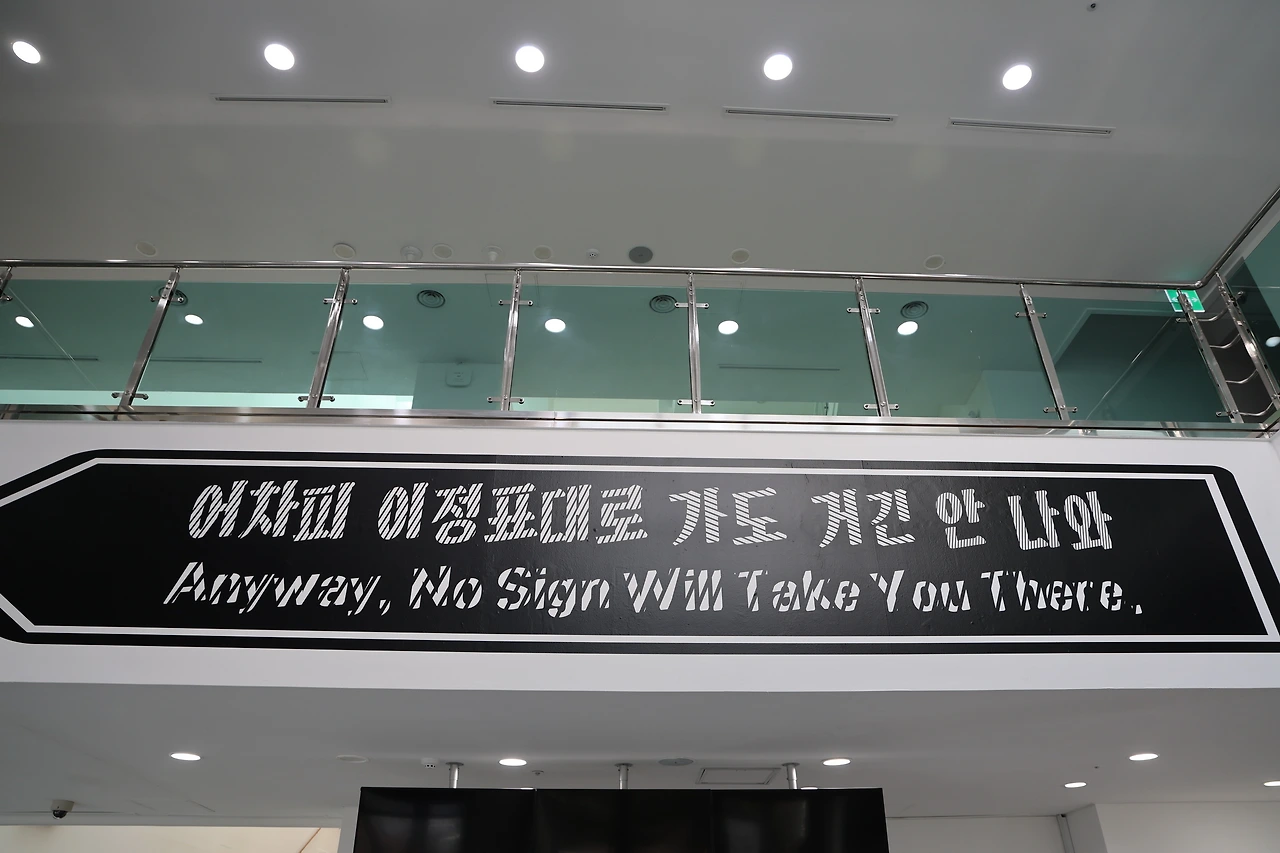 어차피 이정표대로 가도 거긴 안 나와
Anyway, No Sign Will Take You There.